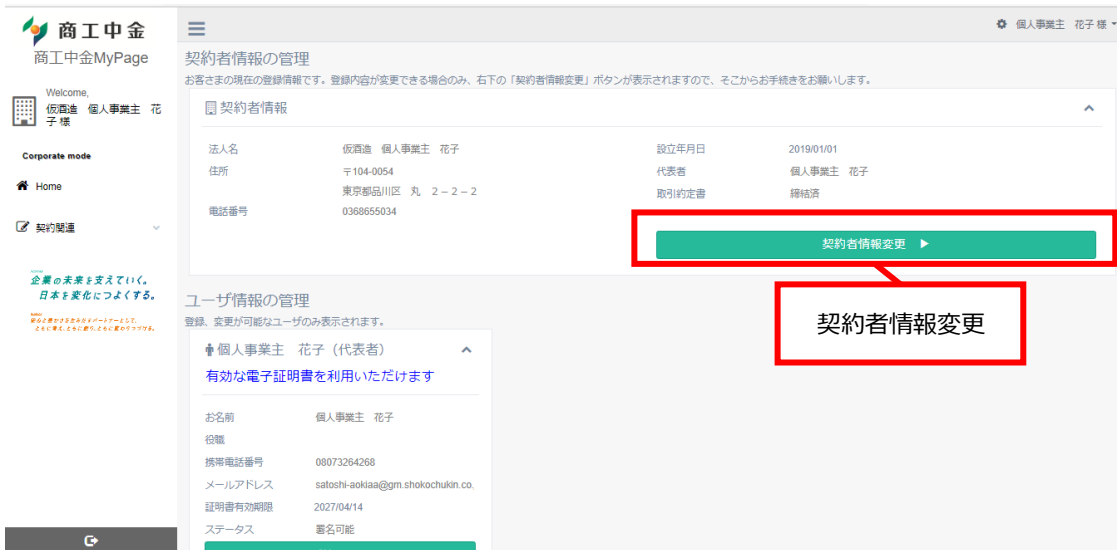 商工中金
商工中金MyPage
Welcome,
仮酒造 個人事業主 花
子 様
Corporate mode
Home
契約関連
企業の未来を支えていく。
日本を変化につよくする。
個人事業主 花子 様
契約者情報の管理
お客さまの現在の登録情報です。登録内容が変更できる場合のみ、右下の「契約者情報変更」ボタンが表示されますので、そこからお手続きをお願いします。
契約者情報
法人名 仮酒造 個人事業主 花子
住所 〒104-0054
東京都品川区 丸 2－2－2
電話番号 0368655034
設立年月日 2019/01/01
代表者 個人事業主 花子
取引約定書 締結済
契約者情報変更 ▶
契約者情報変更
ユーザ情報の管理
登録、変更が可能なユーザのみ表示されます。
個人事業主 花子（代表者）
有効な電子証明書を利用いただけます
お名前 個人事業主 花子
役職
携帯電話番号 08073264268
メールアドレス satoshi-aokiaa@gm.shokochukin.co.
証明書有効期限 2027/04/14
ステータス 署名可能